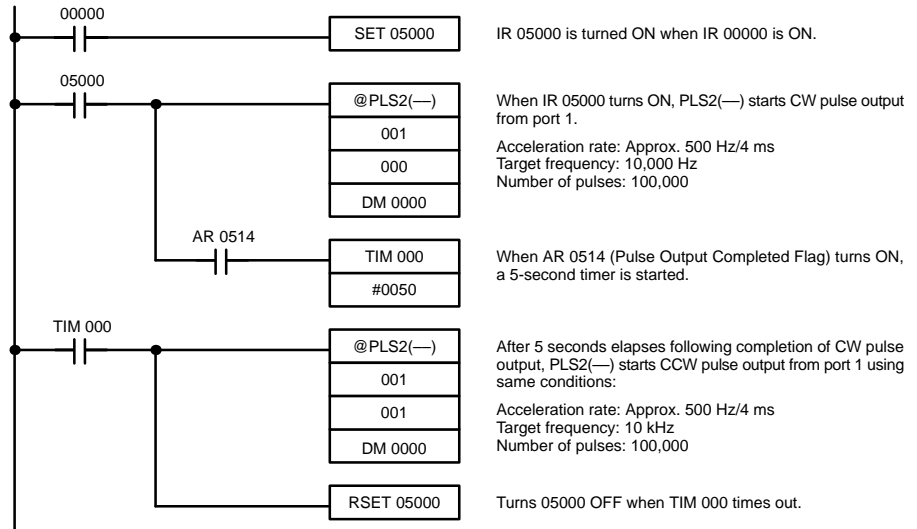 00000
SET 05000
IR 05000 is turned ON when IR 00000 is ON.
05000
@PLS2(––)
001
000
DM 0000
When IR 05000 turns ON, PLS2(––) starts CW pulse output
from port 1.
Acceleration rate: Approx. 500 Hz/4 ms
Target frequency: 10,000 Hz
Number of pulses: 100,000
AR 0514
TIM 000
#0050
When AR 0514 (Pulse Output Completed Flag) turns ON,
a 5-second timer is started.
TIM 000
@PLS2(––)
001
001
DM 0000
After 5 seconds elapses following completion of CW pulse
output, PLS2(––) starts CCW pulse output from port 1 using
same conditions:
Acceleration rate: Approx. 500 Hz/4 ms
Target frequency: 10 kHz
Number of pulses: 100,000
RSET 05000
Turns 05000 OFF when TIM 000 times out.